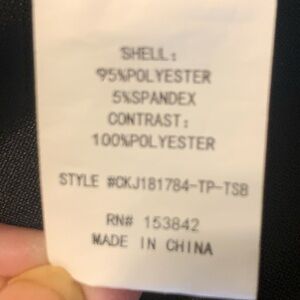 SHELL:
95%POLYESTER
5%SPANDEX
CONTRAST:
100%POLYESTER
STYLE #CKJ181784-TP-TSB
RN# 153842
MADE IN CHINA